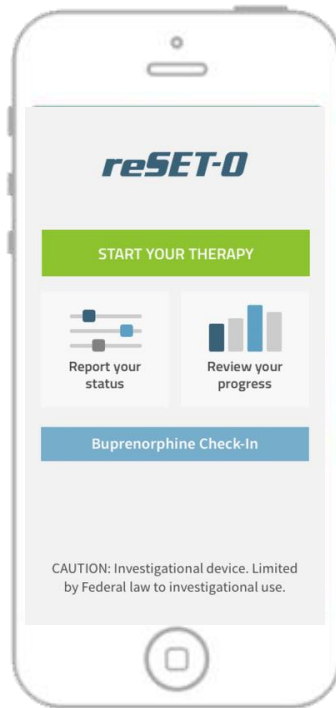 reSET-O
START YOUR THERAPY
Report your
status
Review your
progress
Buprenorphine Check-In
CAUTION: Investigational device. Limited
by Federal law to investigational use.